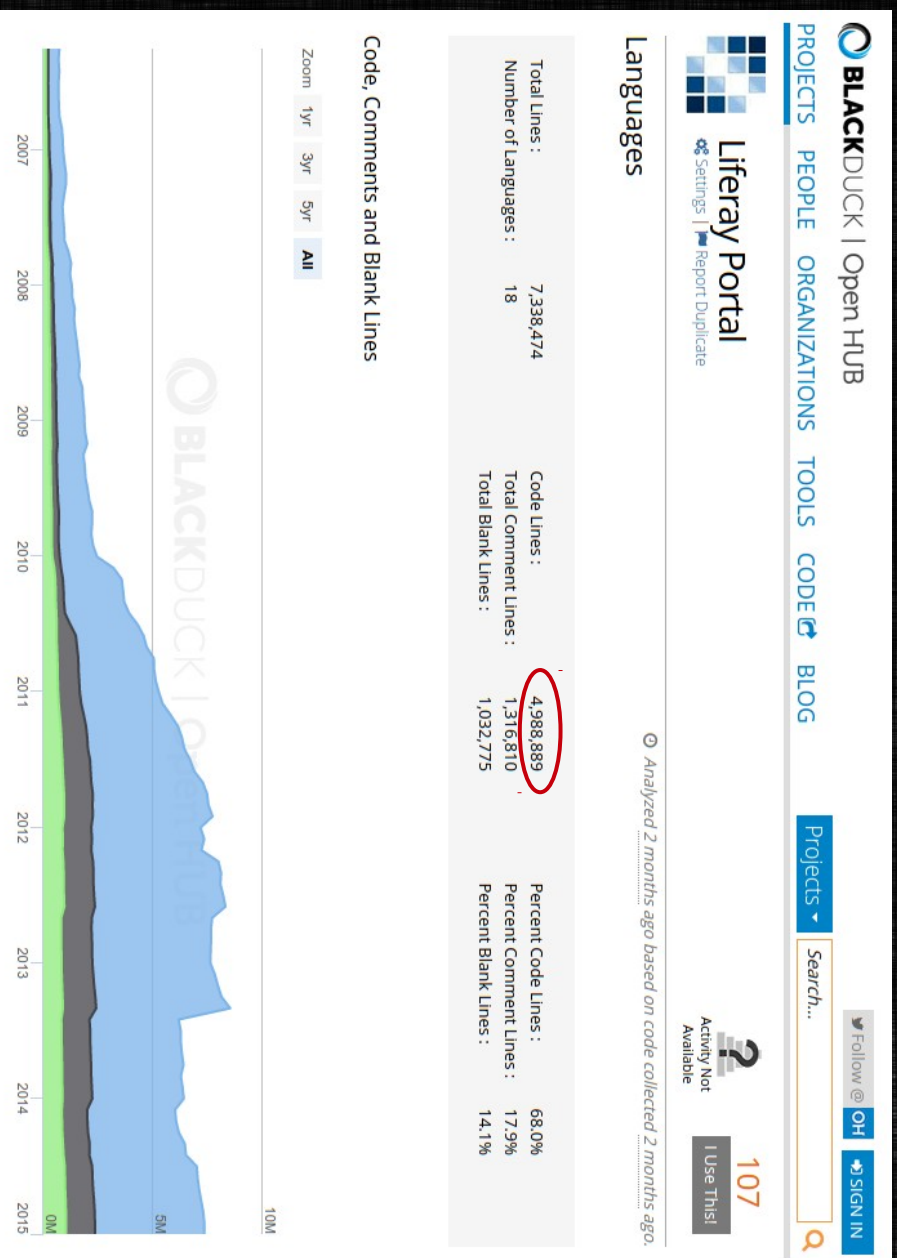 BLACKDUCK | Open HUB
Follow @ OH
SIGN IN
PROJECTS PEOPLE ORGANIZATIONS TOOLS CODE BLOG
Projects
Search...
Liferay Portal
Settings | Report Duplicate
?
Activity Not
Available
107
I Use This!
Analyzed 2 months ago based on code collected 2 months ago.
Languages
Total Lines : 7,338,474 Code Lines : 4,988,889 Percent Code Lines : 68.0%
Number of Languages : 18 Total Comment Lines : 1,316,810 Percent Comment Lines : 17.9%
Total Blank Lines : 1,032,775 Percent Blank Lines : 14.1%
Code, Comments and Blank Lines
Zoom 1yr 3yr 5yr All
10M
BLACKDUCK | Open HUB
5M
0M
2007 2008 2009 2010 2011 2012 2013 2014 2015